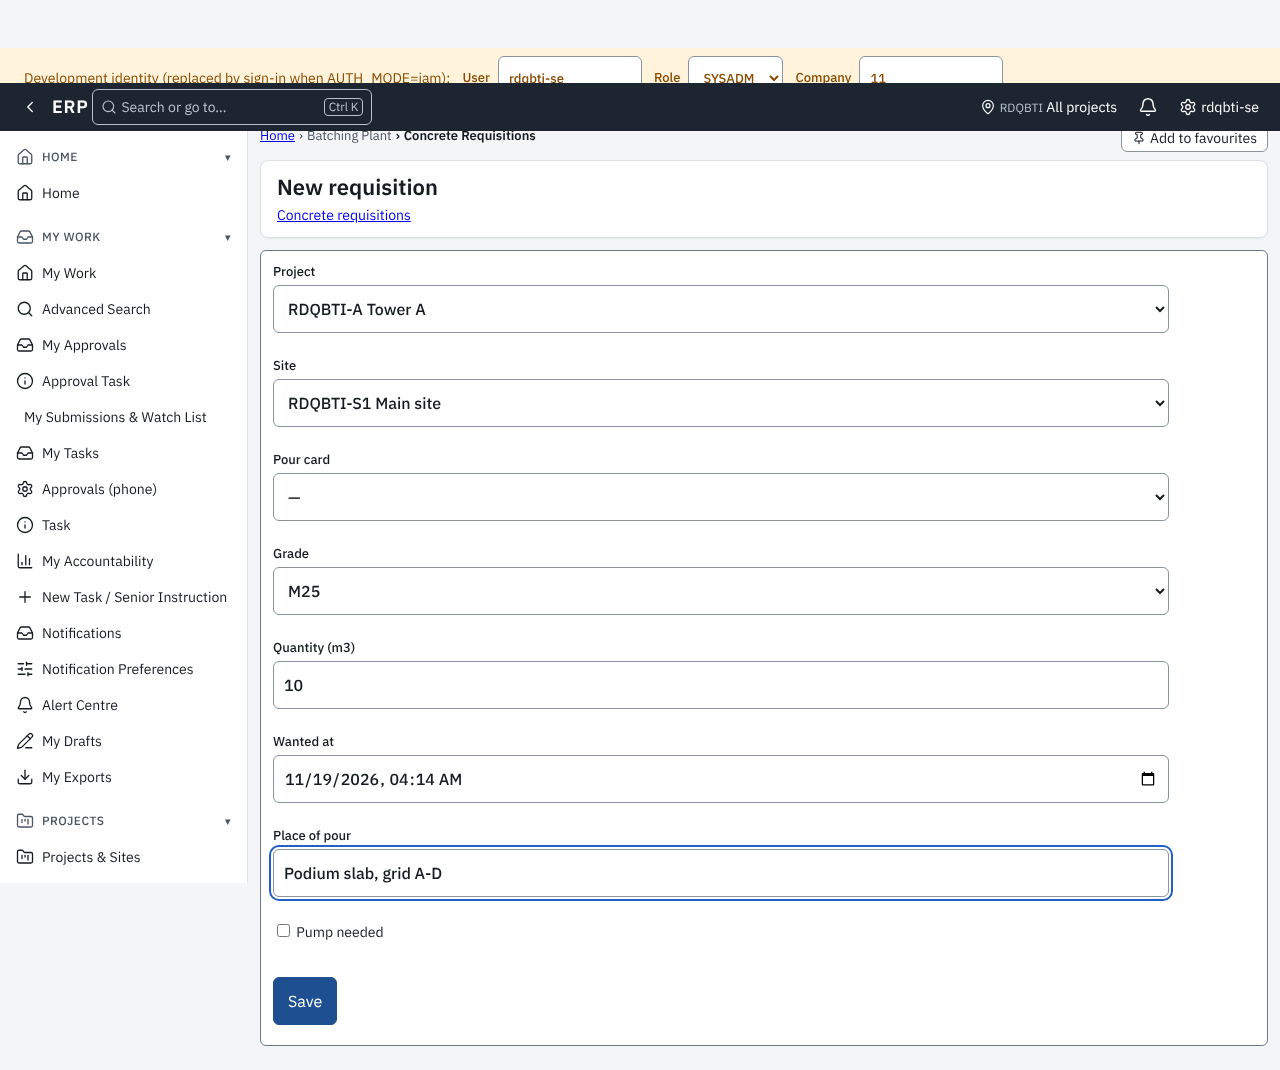 Development identity (replaced by sign-in when AUTH_MODE=iam): User rdqbti-se Role SYSADM Company 11
ERP Search or go to... Ctrl K RDQBTI All projects rdqbti-se
Home › Batching Plant › Concrete Requisitions Add to favourites
HOME
Home
MY WORK
My Work
Advanced Search
My Approvals
Approval Task
My Submissions & Watch List
My Tasks
Approvals (phone)
Task
My Accountability
New Task / Senior Instruction
Notifications
Notification Preferences
Alert Centre
My Drafts
My Exports
PROJECTS
Projects & Sites
New requisition
Concrete requisitions
Project
RDQBTI-A Tower A
Site
RDQBTI-S1 Main site
Pour card
—
Grade
M25
Quantity (m3)
10
Wanted at
11/19/2026, 04:14 AM
Place of pour
Podium slab, grid A-D
Pump needed
Save